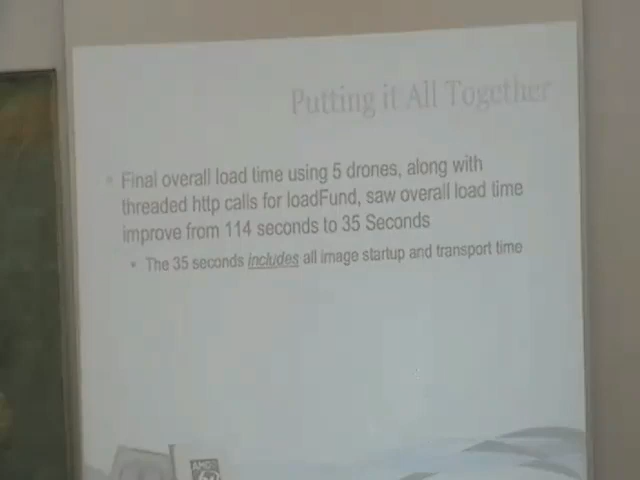 Putting it All Together
Final overall load time using 5 drones, along with
threaded http calls for loadFund, saw overall load time
improve from 114 seconds to 35 Seconds
The 35 seconds includes all image startup and transport time
AMD